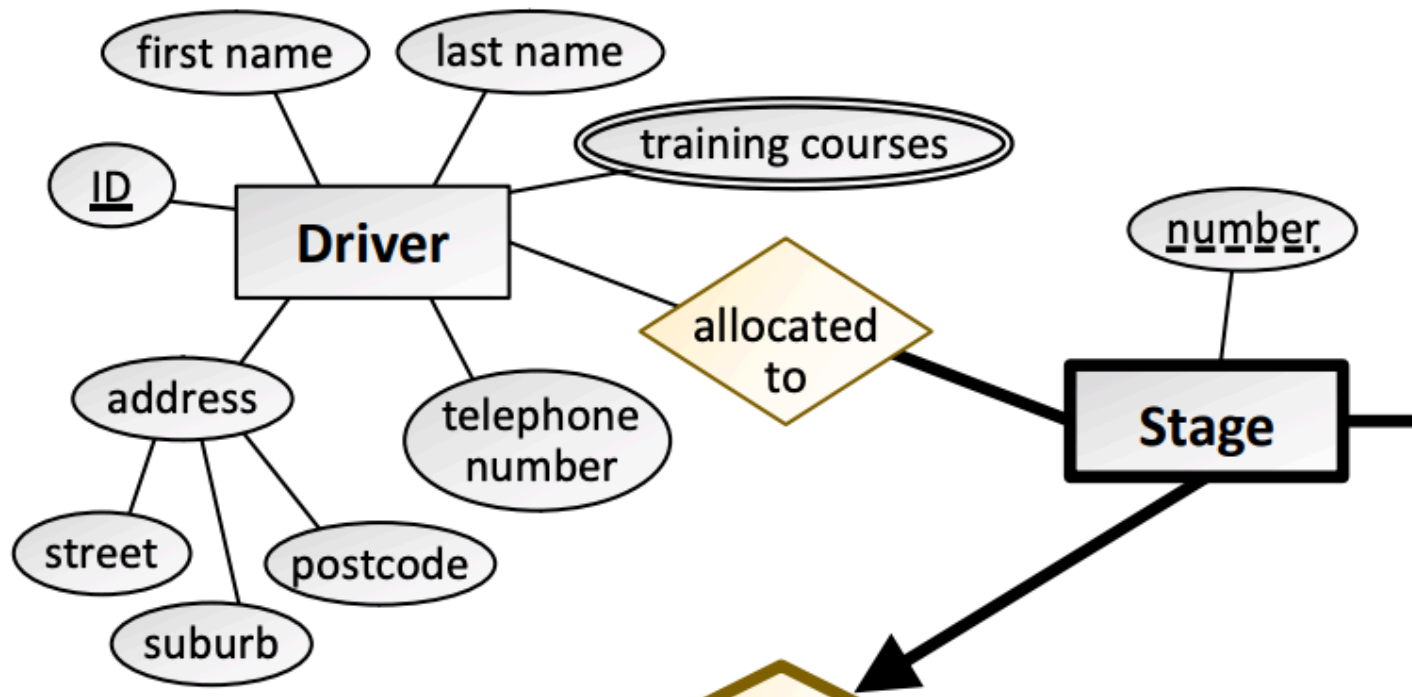 first name
last name
training courses
ID
number
Driver
allocated
to
address
telephone
number
Stage
street
postcode
suburb